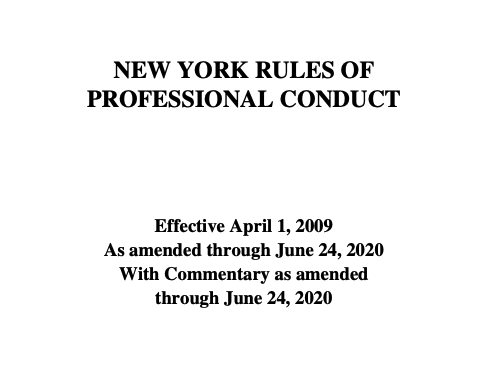 NEW YORK RULES OF
PROFESSIONAL CONDUCT
Effective April 1, 2009
As amended through June 24, 2020
With Commentary as amended
through June 24, 2020